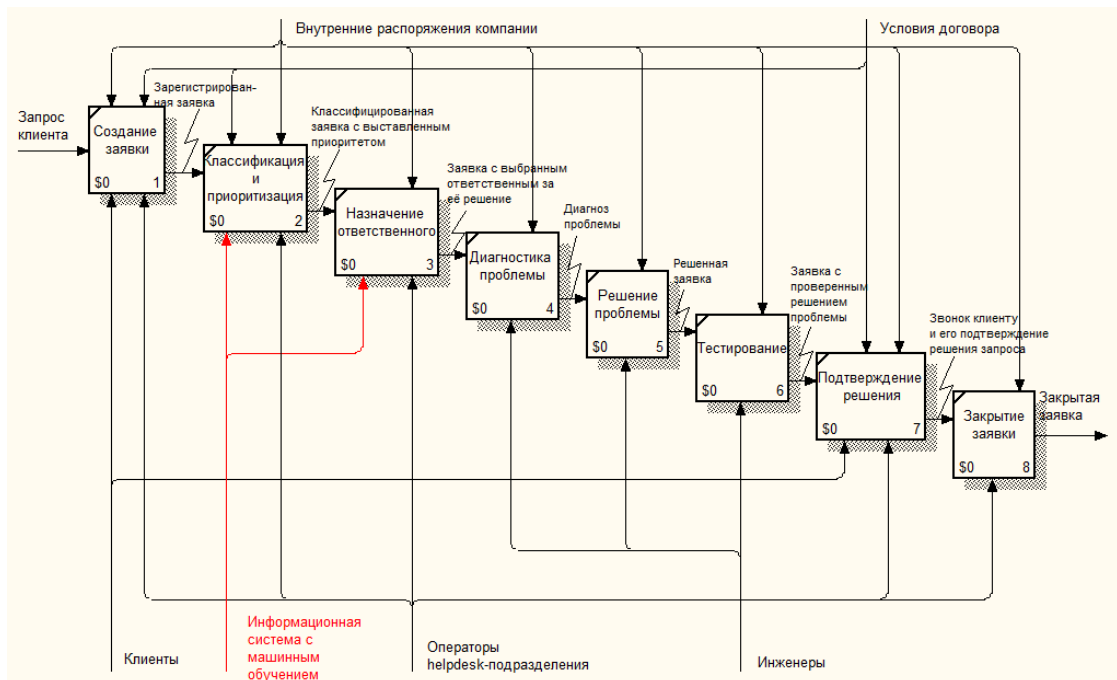 Внутренние распоряжения компании
Условия договора
Зарегистрирован-
ная заявка
Запрос
клиента
Создание
заявки
$0
1
Классифицированная
заявка с выставленным
приоритетом
Классификация
и
приоритизация
$0
2
Заявка с выбранным
ответственным за
её решение
Назначение
ответственного
$0
3
Диагноз
проблемы
Диагностика
проблемы
$0
4
Решенная
заявка
Решение
проблемы
$0
5
Заявка с
проверенным
решением
проблемы
Тестирование
$0
6
Звонок клиенту
и его подтверждение
решения запроса
Подтверждение
решения
$0
7
Закрытая
заявка
Закрытие
заявки
$0
8
Клиенты
Информационная
система с
машинным
обучением
Операторы
helpdesk-подразделения
Инженеры